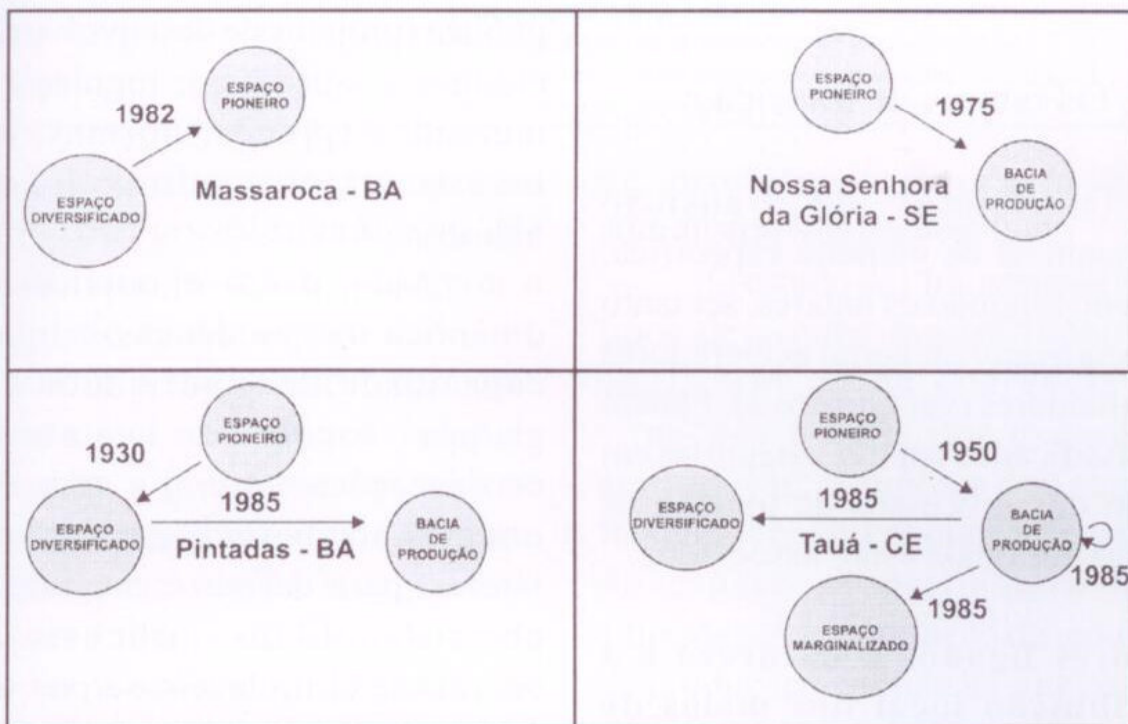 ESPAÇO
PIONEIRO
1982
ESPAÇO
DIVERSIFICADO
Massaroca - BA
ESPAÇO
PIONEIRO
1975
Nossa Senhora
da Glória - SE
BACIA
DE
PRODUÇÃO
ESPAÇO
PIONEIRO
1930
1985
ESPAÇO
DIVERSIFICADO
BACIA
DE
PRODUÇÃO
Pintadas - BA
ESPAÇO
PIONEIRO
1950
1985
ESPAÇO
DIVERSIFICADO
BACIA
DE
PRODUÇÃO
Tauá - CE
1985
1985
ESPAÇO
MARGINALIZADO